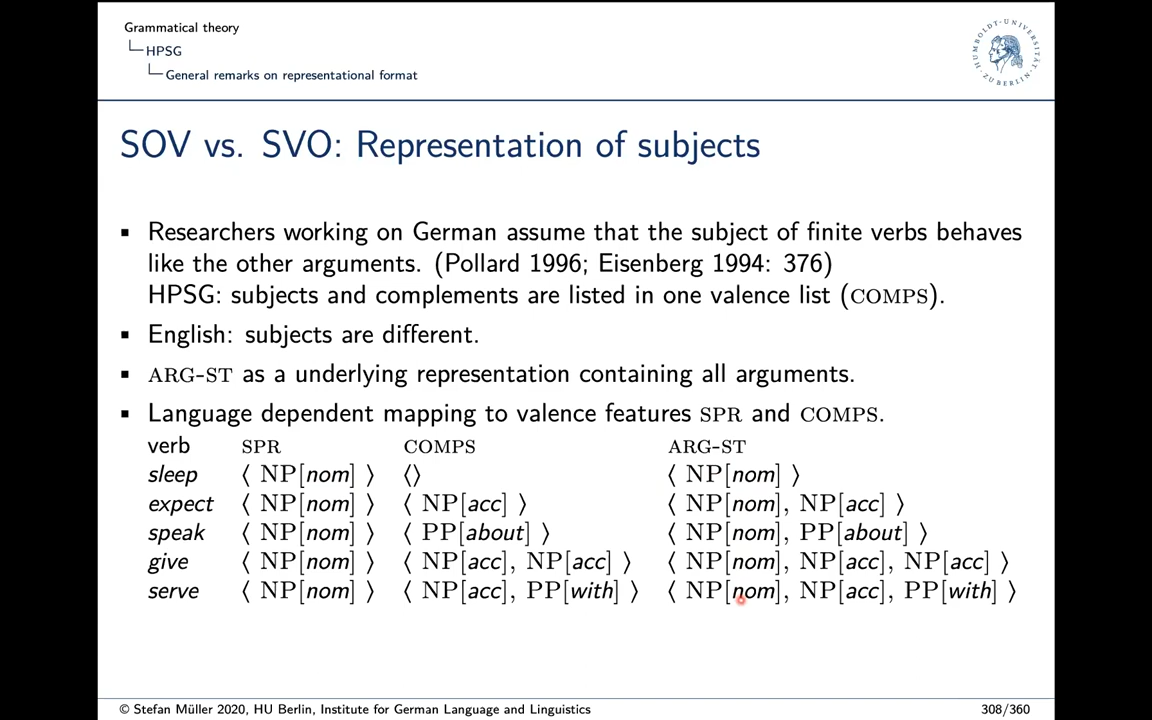 Grammatical theory
HPSG
General remarks on representational format
HUMBOLDT-UNIVERSITÄT
ZU BERLIN
SOV vs. SVO: Representation of subjects
▪ Researchers working on German assume that the subject of finite verbs behaves
like the other arguments. (Pollard 1996; Eisenberg 1994: 376)
HPSG: subjects and complements are listed in one valence list (COMPS).
▪ English: subjects are different.
▪ ARG-ST as a underlying representation containing all arguments.
▪ Language dependent mapping to valence features SPR and COMPS.
verb SPR COMPS ARG-ST
sleep ⟨ NP[nom] ⟩ ⟨⟩ ⟨ NP[nom] ⟩
expect ⟨ NP[nom] ⟩ ⟨ NP[acc] ⟩ ⟨ NP[nom], NP[acc] ⟩
speak ⟨ NP[nom] ⟩ ⟨ PP[about] ⟩ ⟨ NP[nom], PP[about] ⟩
give ⟨ NP[nom] ⟩ ⟨ NP[acc], NP[acc] ⟩ ⟨ NP[nom], NP[acc], NP[acc] ⟩
serve ⟨ NP[nom] ⟩ ⟨ NP[acc], PP[with] ⟩ ⟨ NP[nom], NP[acc], PP[with] ⟩
© Stefan Müller 2020, HU Berlin, Institute for German Language and Linguistics 308/360